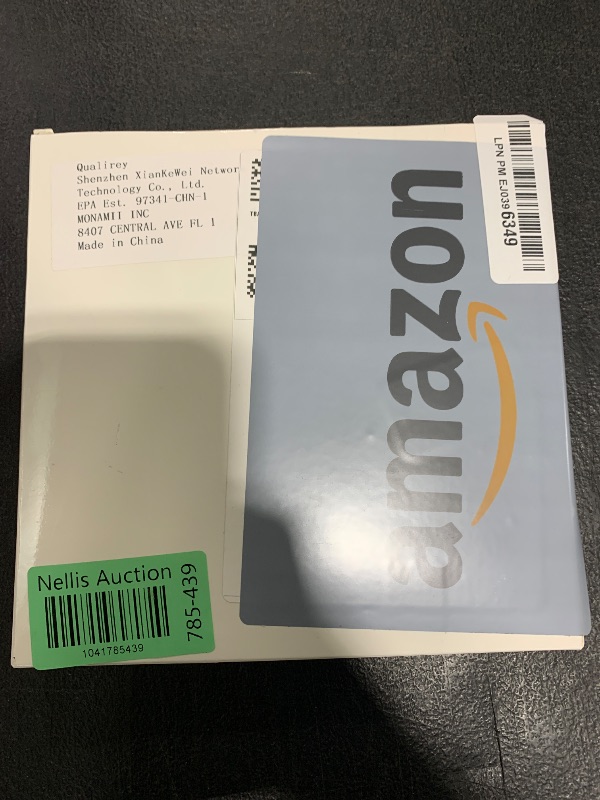 Qualirey
Shenzhen XianKeWei Networ
Technology Co., Ltd.
EPA Est. 97341-CHN-1
MONAMII INC
8407 CENTRAL AVE FL 1
Made in China
TRA
amazon
LPN PM EJ039 6349
Nellis Auction
1041785439
785-439